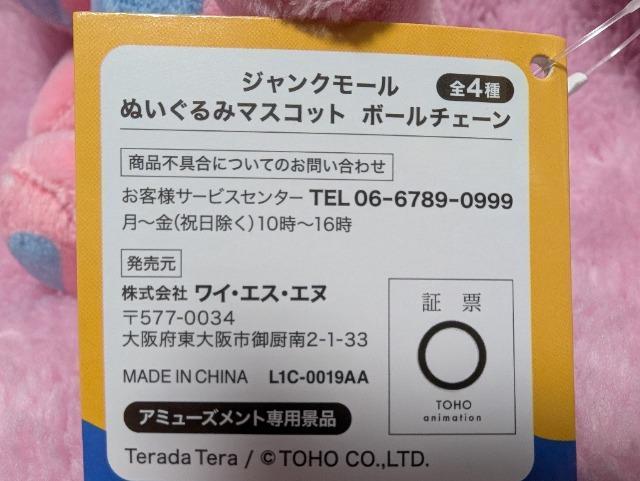 ジャンクモール 全4種
ぬいぐるみマスコット ボールチェーン
商品不具合についてのお問い合わせ
お客様サービスセンター TEL 06-6789-0999
月～金(祝日除く)10時～16時
発売元
株式会社 ワイ・エス・エヌ
〒577-0034
大阪府東大阪市御厨南2-1-33
MADE IN CHINA L1C-0019AA
アミューズメント専用景品
証票
TOHO
animation
Terada Tera / ©TOHO CO.,LTD.